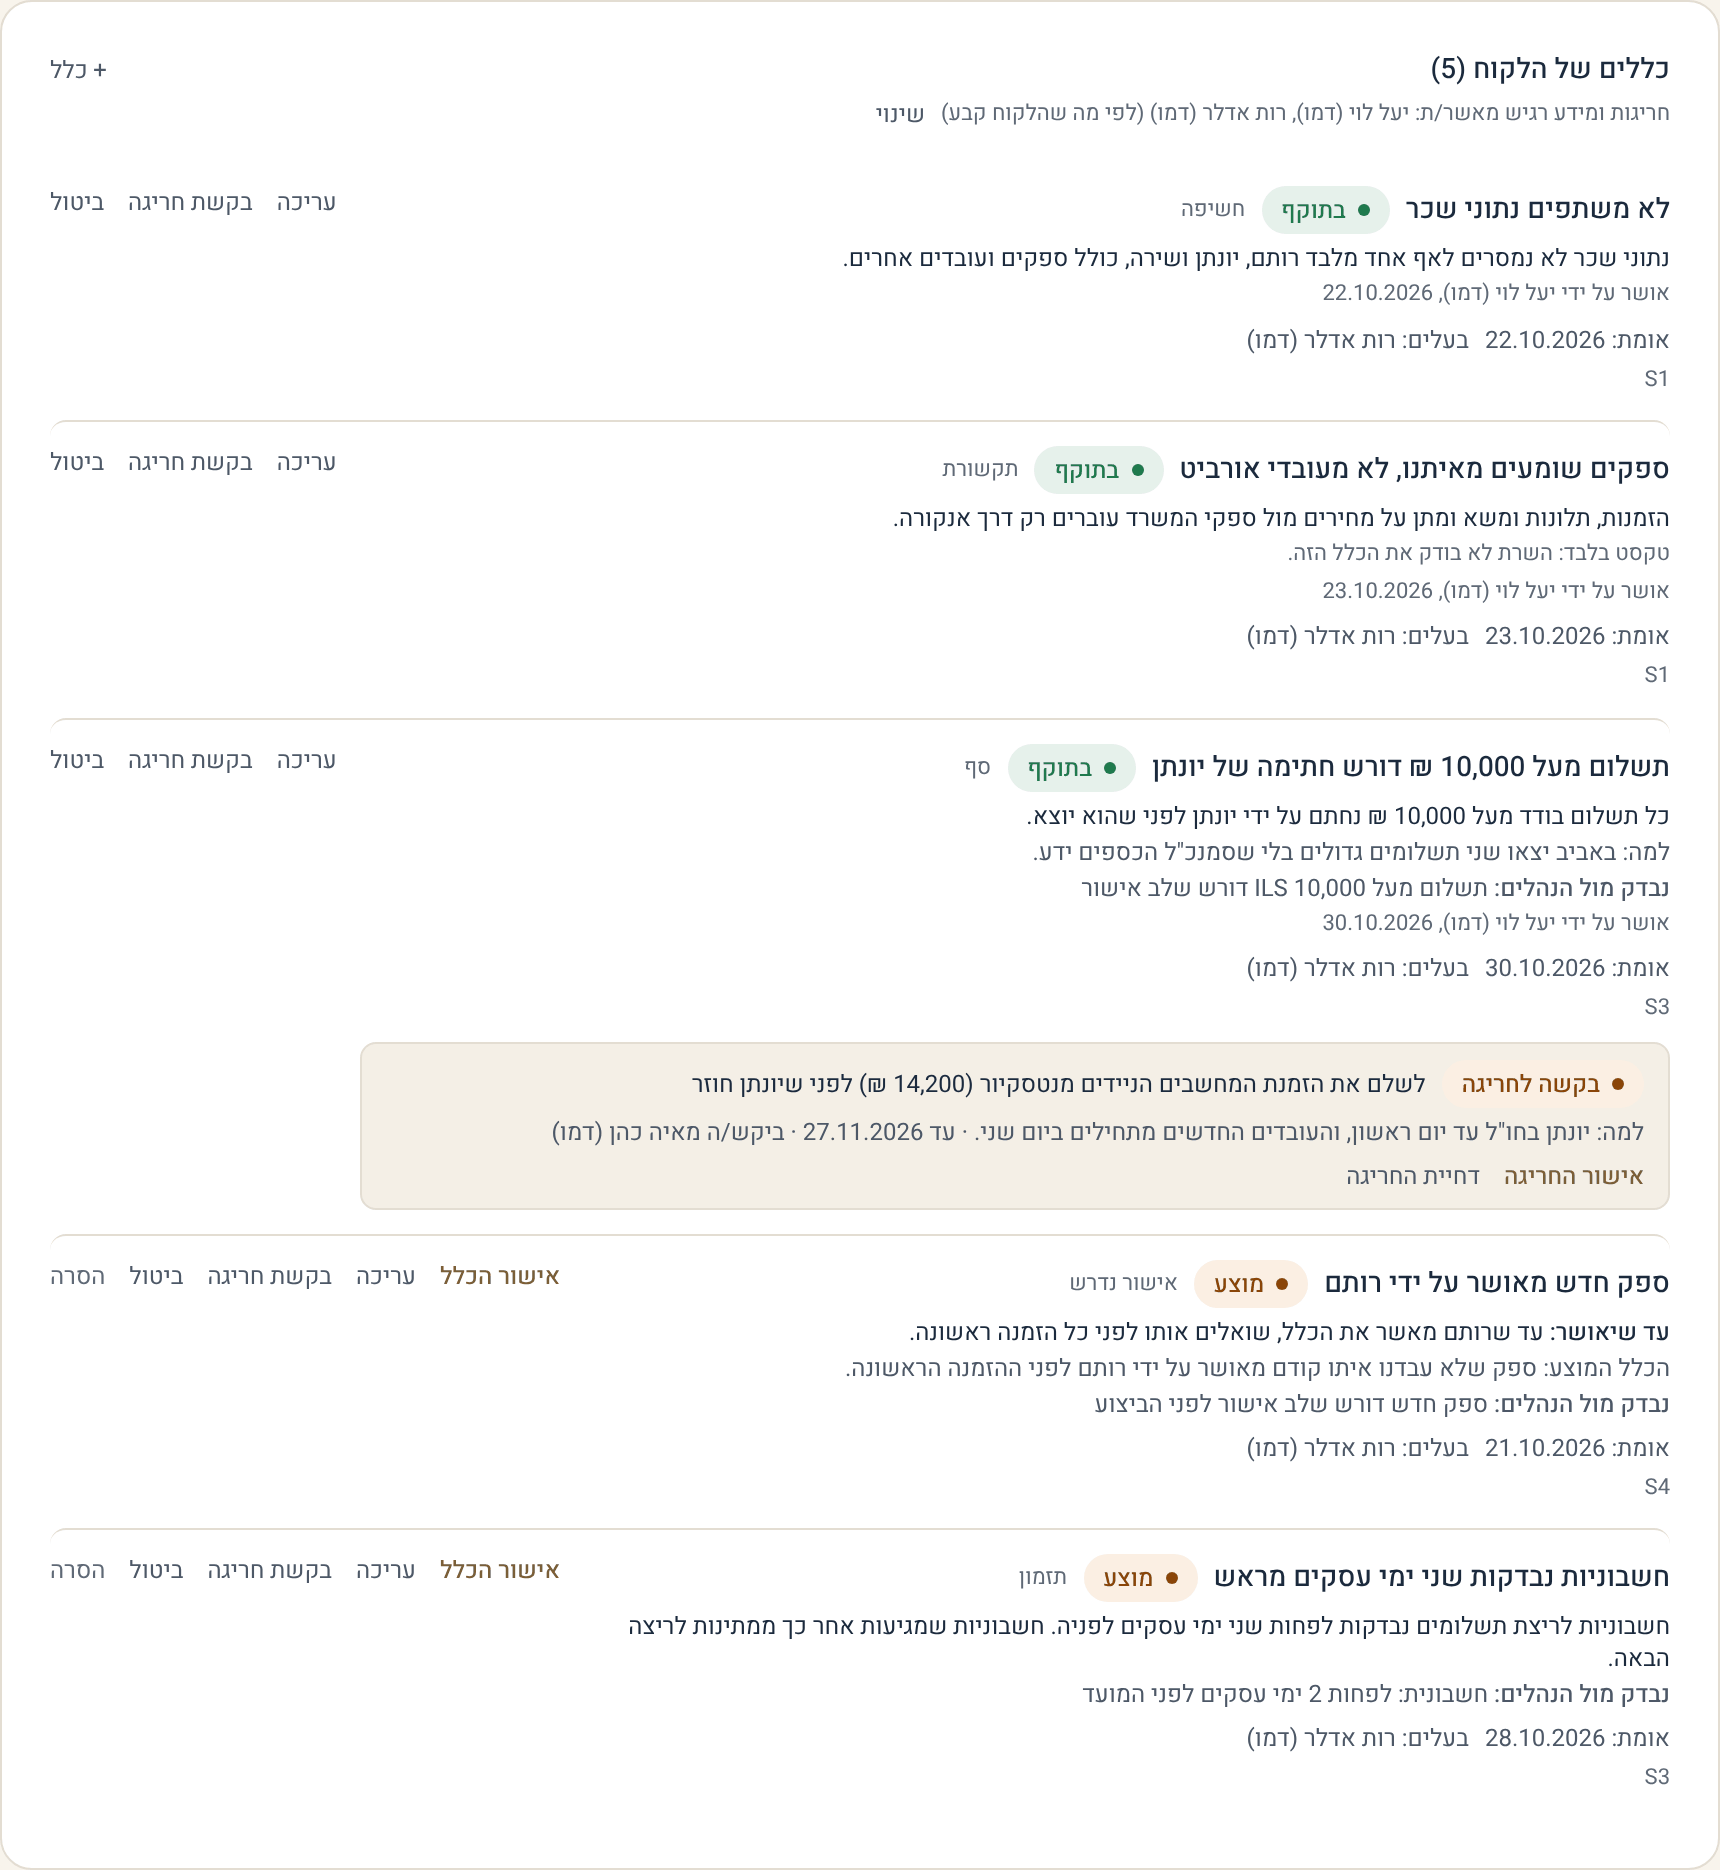 כללים של הלקוח (5)
+ כלל
חריגות ומידע רגיש מאשר/ת: יעל לוי (דמו), רות אדלר (דמו) (לפי מה שהלקוח קבע) שינוי
לא משתפים נתוני שכר בתוקף חשיפה
עריכה בקשת חריגה ביטול
נתוני שכר לא נמסרים לאף אחד מלבד רותם, יונתן ושירה, כולל ספקים ועובדים אחרים.
אושר על ידי יעל לוי (דמו), 22.10.2026
אומת: 22.10.2026 בעלים: רות אדלר (דמו)
S1
ספקים שומעים מאיתנו, לא מעובדי אורביט בתוקף תקשורת
עריכה בקשת חריגה ביטול
הזמנות, תלונות ומשא ומתן על מחירים מול ספקי המשרד עוברים רק דרך אנקורה.
טקסט בלבד: השרת לא בודק את הכלל הזה.
אושר על ידי יעל לוי (דמו), 23.10.2026
אומת: 23.10.2026 בעלים: רות אדלר (דמו)
S1
תשלום מעל 10,000 ₪ דורש חתימה של יונתן בתוקף סף
עריכה בקשת חריגה ביטול
כל תשלום בודד מעל 10,000 ₪ נחתם על ידי יונתן לפני שהוא יוצא.
למה: באביב יצאו שני תשלומים גדולים בלי שסמנכ"ל הכספים ידע.
נבדק מול הנהלים: תשלום מעל 10,000 ILS דורש שלב אישור
אושר על ידי יעל לוי (דמו), 30.10.2026
אומת: 30.10.2026 בעלים: רות אדלר (דמו)
S3
בקשה לחריגה לשלם את הזמנת המחשבים הניידים מנטסקיור (14,200 ₪) לפני שיונתן חוזר
למה: יונתן בחו"ל עד יום ראשון, והעובדים החדשים מתחילים ביום שני. · עד 27.11.2026 · ביקש/ה מאיה כהן (דמו)
אישור החריגה דחיית החריגה
ספק חדש מאושר על ידי רותם מוצע אישור נדרש
אישור הכלל עריכה בקשת חריגה ביטול הסרה
עד שיאושר: עד שרותם מאשר את הכלל, שואלים אותו לפני כל הזמנה ראשונה.
הכלל המוצע: ספק שלא עבדנו איתו קודם מאושר על ידי רותם לפני ההזמנה הראשונה.
נבדק מול הנהלים: ספק חדש דורש שלב אישור לפני הביצוע
אומת: 21.10.2026 בעלים: רות אדלר (דמו)
S4
חשבוניות נבדקות שני ימי עסקים מראש מוצע תזמון
אישור הכלל עריכה בקשת חריגה ביטול הסרה
חשבוניות לריצת תשלומים נבדקות לפחות שני ימי עסקים לפניה. חשבוניות שמגיעות אחר כך ממתינות לריצה
הבאה.
נבדק מול הנהלים: חשבונית: לפחות 2 ימי עסקים לפני המועד
אומת: 28.10.2026 בעלים: רות אדלר (דמו)
S3